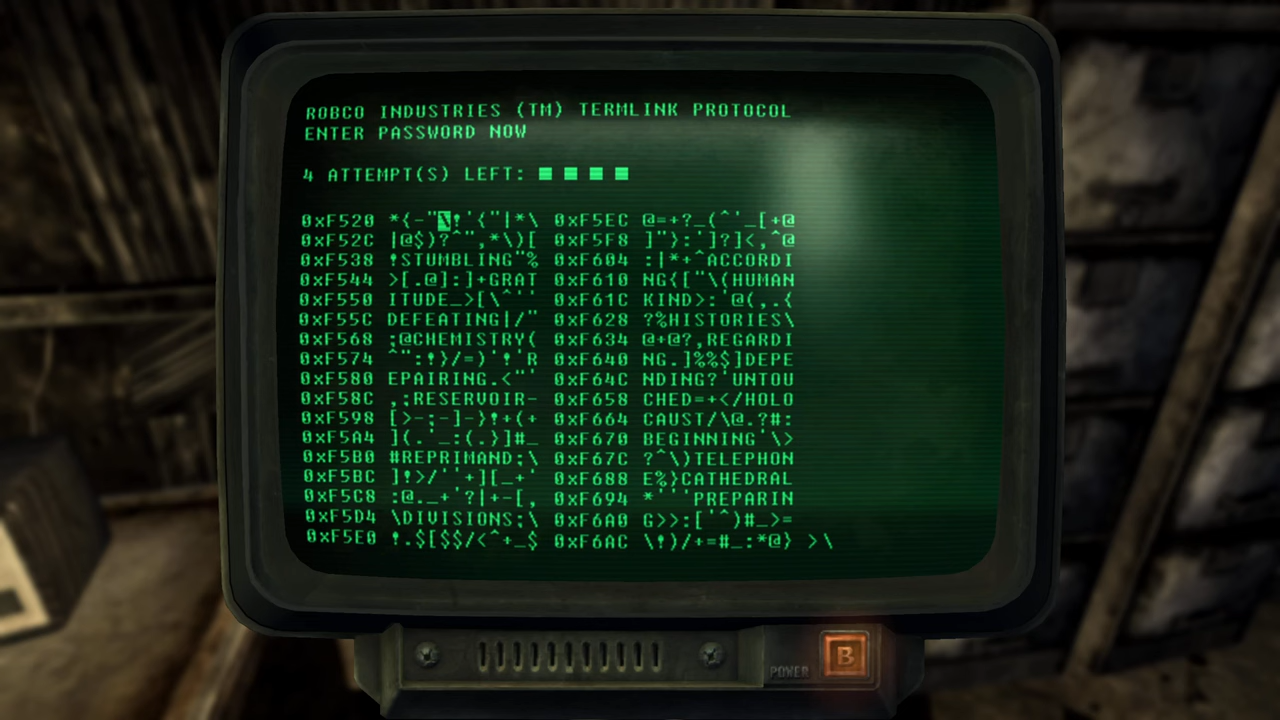 ROBCO INDUSTRIES (TM) TERMLINK PROTOCOL
ENTER PASSWORD NOW
4 ATTEMPT(S) LEFT: ■ ■ ■ ■
0xF520 *{-"\!'{"|*\ 0xF5EC @=+?_(^'_[+@
0xF52C |@$)?^",*\)[ 0xF5F8 ]"}:']?]<,^@
0xF538 !STUMBLING"% 0xF604 :|*+^ACCORDI
0xF544 >[.@]:]+GRAT 0xF610 NG{["\(HUMAN
0xF550 ITUDE_>[\^'' 0xF61C KIND>:'@(,.{
0xF55C DEFEATING|/" 0xF628 ?%HISTORIES\
0xF568 ;@CHEMISTRY( 0xF634 @+@?,REGARDI
0xF574 ^":!}/=)'!'R 0xF640 NG.]%%$]DEPE
0xF580 EPAIRING.<"' 0xF64C NDING?'UNTOU
0xF58C ,;RESERVOIR- 0xF658 CHED=+</HOLO
0xF598 [>-;-]-}!+(+ 0xF664 CAUST/\@.?#:
0xF5A4 ](.'_:(.}]#_ 0xF670 BEGINNING'\>
0xF5B0 #REPRIMAND;\ 0xF67C ?^\)TELEPHON
0xF5BC ]!>/''+][_+' 0xF688 E%}CATHEDRAL
0xF5C8 :@._+'?|+-[, 0xF694 *'''PREPARIN
0xF5D4 \DIVISIONS;\ 0xF6A0 G>>:['^)#_>=
0xF5E0 !.$[$$/<^+_$ 0xF6AC \!)/+=#_:*@} >\
POWER B